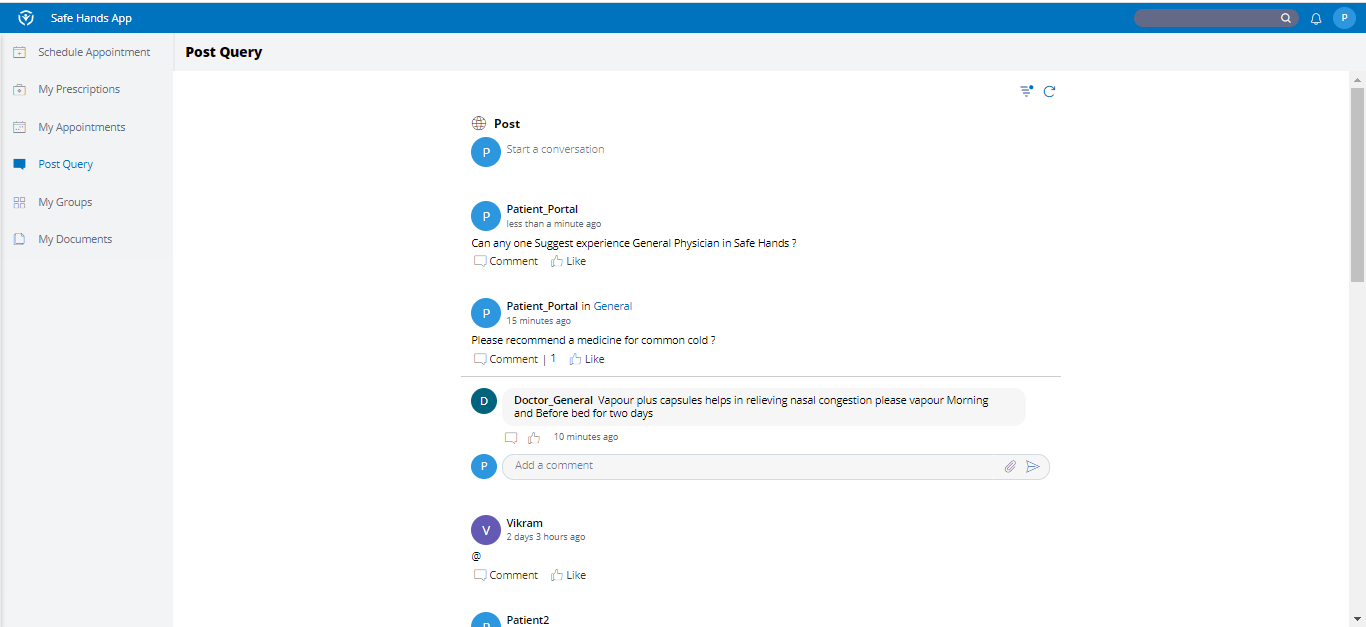 Safe Hands App
P
Schedule Appointment
My Prescriptions
My Appointments
Post Query
My Groups
My Documents
Post Query
Post
P
Start a conversation
P
Patient_Portal
less than a minute ago
Can any one Suggest experience General Physician in Safe Hands ?
Comment Like
P
Patient_Portal in General
15 minutes ago
Please recommend a medicine for common cold ?
Comment | 1 Like
D
Doctor_General Vapour plus capsules helps in relieving nasal congestion please vapour Morning
and Before bed for two days
10 minutes ago
P
Add a comment
V
Vikram
2 days 3 hours ago
@
Comment Like
P
Patient2